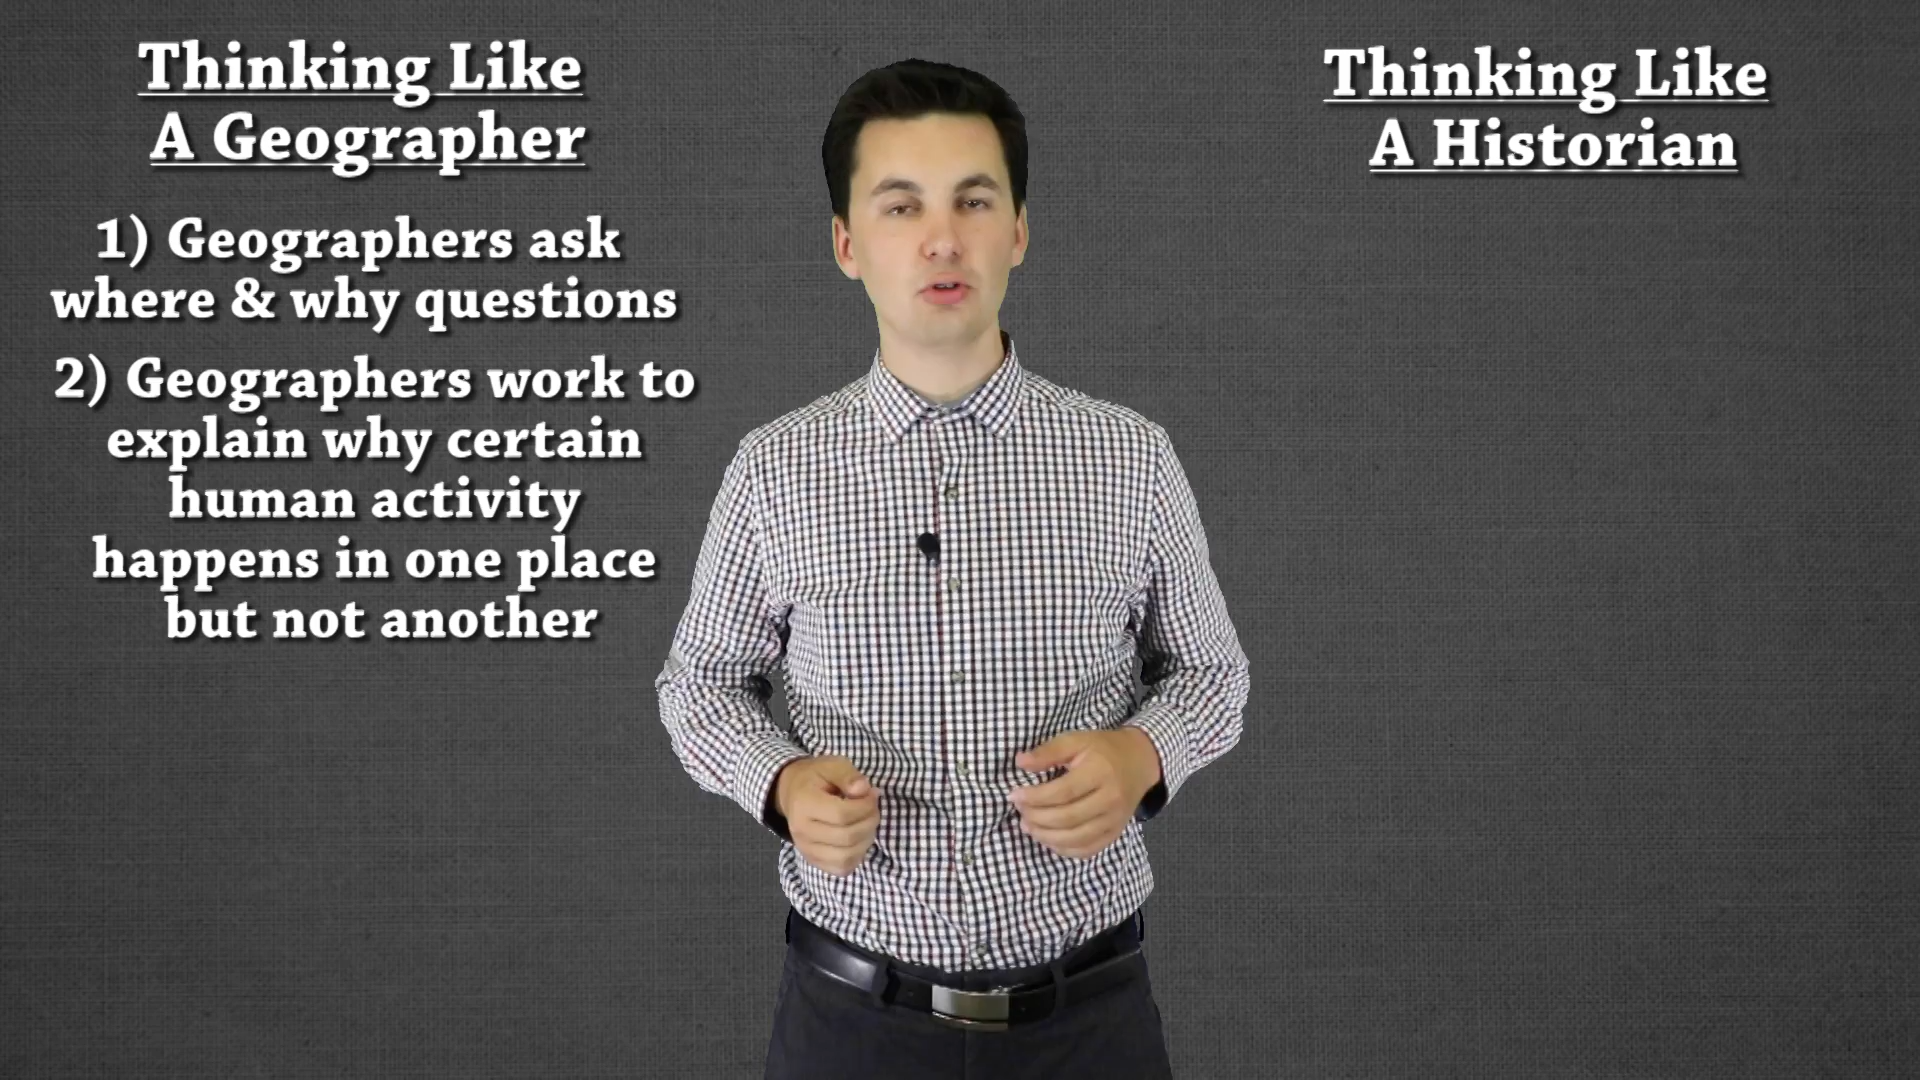 Thinking Like
A Geographer
1) Geographers ask
where & why questions
2) Geographers work to
explain why certain
human activity
happens in one place
but not another
Thinking Like
A Historian